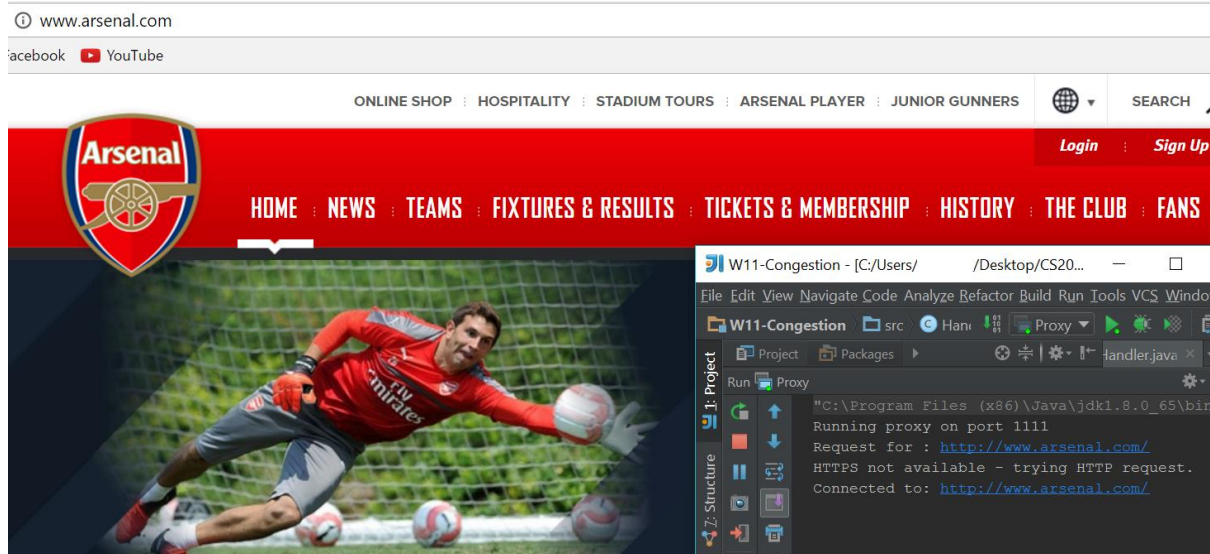 www.arsenal.com
acebook YouTube
ONLINE SHOP HOSPITALITY STADIUM TOURS ARSENAL PLAYER JUNIOR GUNNERS SEARCH
Arsenal
Login Sign Up
HOME NEWS TEAMS FIXTURES & RESULTS TICKETS & MEMBERSHIP HISTORY THE CLUB FANS
Fly
Emirates
W11-Congestion - [C:/Users/ /Desktop/CS20...
File Edit View Navigate Code Analyze Refactor Build Run Tools VCS Windo
W11-Congestion src Han Proxy
1: Project
Project Packages Handler.java
Run Proxy
"C:\Program Files (x86)\Java\jdk1.8.0_65\bin
Running proxy on port 1111
Request for : http://www.arsenal.com/
HTTPS not available - trying HTTP request.
Connected to: http://www.arsenal.com/
7: Structure